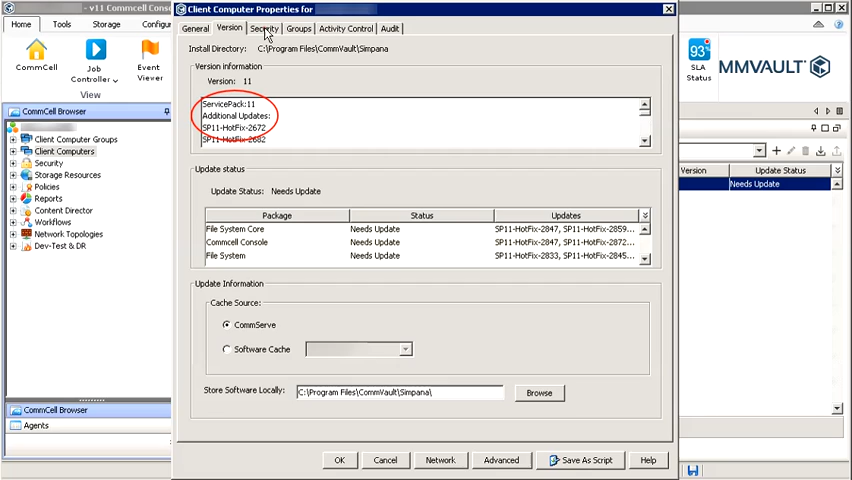 - v11 Commcell Cons
Client Computer Properties for
Home
Tools
Storage
Configur
General
Version
Security
Groups
Activity Control
Audit
CommCell
Job
Controller
Event
Viewer
View
93%
SLA
Status
MMVAULT
Install Directory: C:\Program Files\CommVault\Simpana
Version information
Version: 11
ServicePack:11
Additional Updates:
SP11-HotFix-2672
SP11-HotFix-2682
CommCell Browser
Client Computer Groups
Client Computers
Security
Storage Resources
Policies
Reports
Content Director
Workflows
Network Topologies
Dev-Test & DR
Version
Update Status
Needs Update
Update status
Update Status: Needs Update
Package Status Updates
File System Core Needs Update SP11-HotFix-2847, SP11-HotFix-2859...
Commcell Console Needs Update SP11-HotFix-2847, SP11-HotFix-2872...
File System Needs Update SP11-HotFix-2833, SP11-HotFix-2845...
Update Information
Cache Source:
CommServe
Software Cache
Store Software Locally: C:\Program Files\CommVault\Simpana\
Browse
CommCell Browser
Agents
OK
Cancel
Network
Advanced
Save As Script
Help